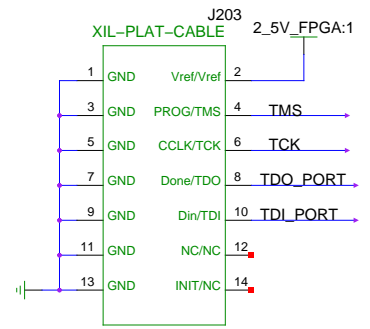 J203
XIL-PLAT-CABLE
2_5V_FPGA:1
1 GND Vref/Vref 2
3 GND PROG/TMS 4 TMS
5 GND CCLK/TCK 6 TCK
7 GND Done/TDO 8 TDO_PORT
9 GND Din/TDI 10 TDI_PORT
11 GND NC/NC 12
13 GND INIT/NC 14